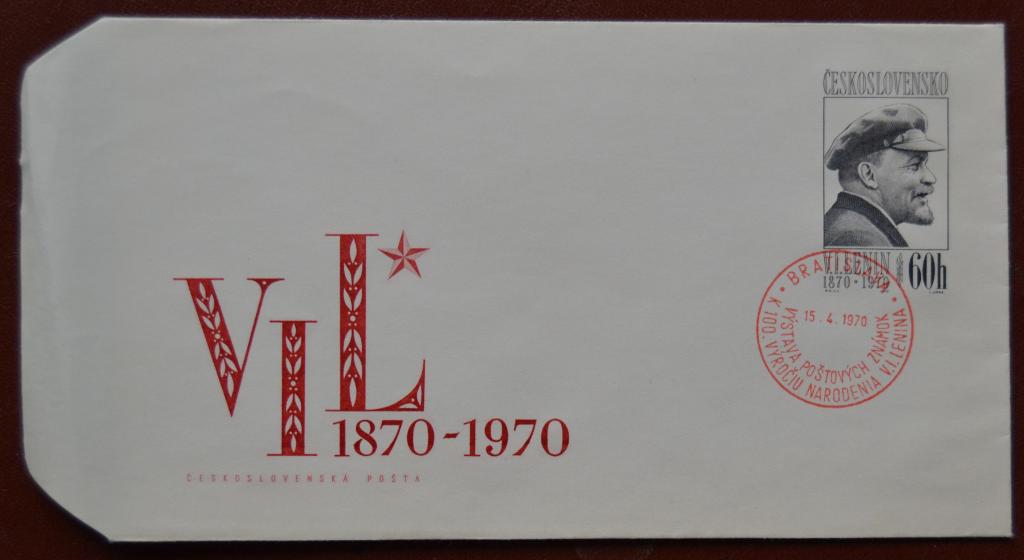 ČESKOSLOVENSKO
V.I.LENIN
1870 · 1970
60h
BRATISLAVA
15.4.1970
VÝSTAVA POŠTOVÝCH ZNÁMOK
K 100. VÝROČIU NARODENIA V.I. LENINA
VIL
1870-1970
ČESKOSLOVENSKÁ POŠTA